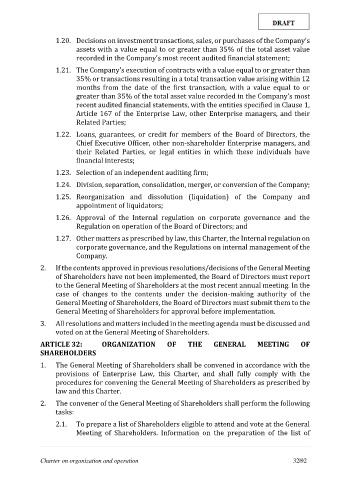 DRAFT
1.20. Decisions on investment transactions, sales, or purchases of the Company's
assets with a value equal to or greater than 35% of the total asset value
recorded in the Company's most recent audited financial statement;
1.21. The Company's execution of contracts with a value equal to or greater than
35% or transactions resulting in a total transaction value arising within 12
months from the date of the first transaction, with a value equal to or
greater than 35% of the total asset value recorded in the Company's most
recent audited financial statements, with the entities specified in Clause 1,
Article 167 of the Enterprise Law, other Enterprise managers, and their
Related Parties;
1.22. Loans, guarantees, or credit for members of the Board of Directors, the
Chief Executive Officer, other non-shareholder Enterprise managers, and
their Related Parties, or legal entities in which these individuals have
financial interests;
1.23. Selection of an independent auditing firm;
1.24. Division, separation, consolidation, merger, or conversion of the Company;
1.25. Reorganization and dissolution (liquidation) of the Company and
appointment of liquidators;
1.26. Approval of the Internal regulation on corporate governance and the
Regulation on operation of the Board of Directors; and
1.27. Other matters as prescribed by law, this Charter, the Internal regulation on
corporate governance, and the Regulations on internal management of the
Company.
2. If the contents approved in previous resolutions/decisions of the General Meeting
of Shareholders have not been implemented, the Board of Directors must report
to the General Meeting of Shareholders at the most recent annual meeting. In the
case of changes to the contents under the decision-making authority of the
General Meeting of Shareholders, the Board of Directors must submit them to the
General Meeting of Shareholders for approval before implementation.
3. All resolutions and matters included in the meeting agenda must be discussed and
voted on at the General Meeting of Shareholders.
ARTICLE 32: ORGANIZATION OF THE GENERAL MEETING OF
SHAREHOLDERS
1. The General Meeting of Shareholders shall be convened in accordance with the
provisions of Enterprise Law, this Charter, and shall fully comply with the
procedures for convening the General Meeting of Shareholders as prescribed by
law and this Charter.
2. The convener of the General Meeting of Shareholders shall perform the following
tasks:
2.1. To prepare a list of Shareholders eligible to attend and vote at the General
Meeting of Shareholders. Information on the preparation of the list of
Charter on organization and operation 32/92